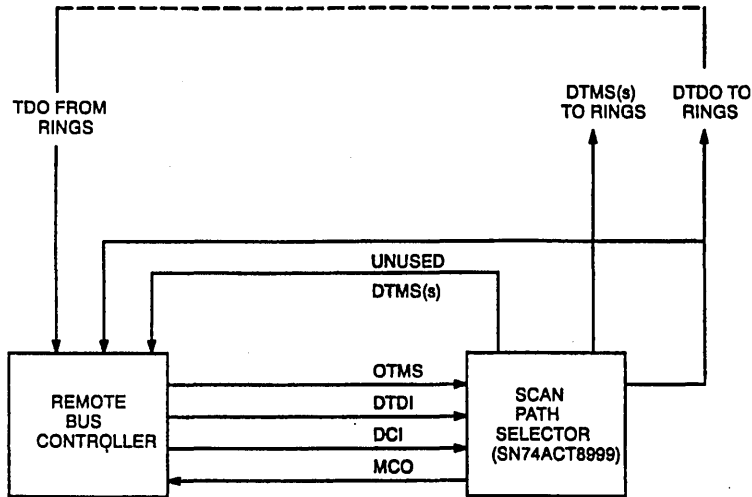 TDO FROM
RINGS
DTMS(s)
TO RINGS
DTDO TO
RINGS
UNUSED
DTMS(s)
REMOTE
BUS
CONTROLLER
OTMS
DTDI
DCI
MCO
SCAN
PATH
SELECTOR
(SN74ACT8999)